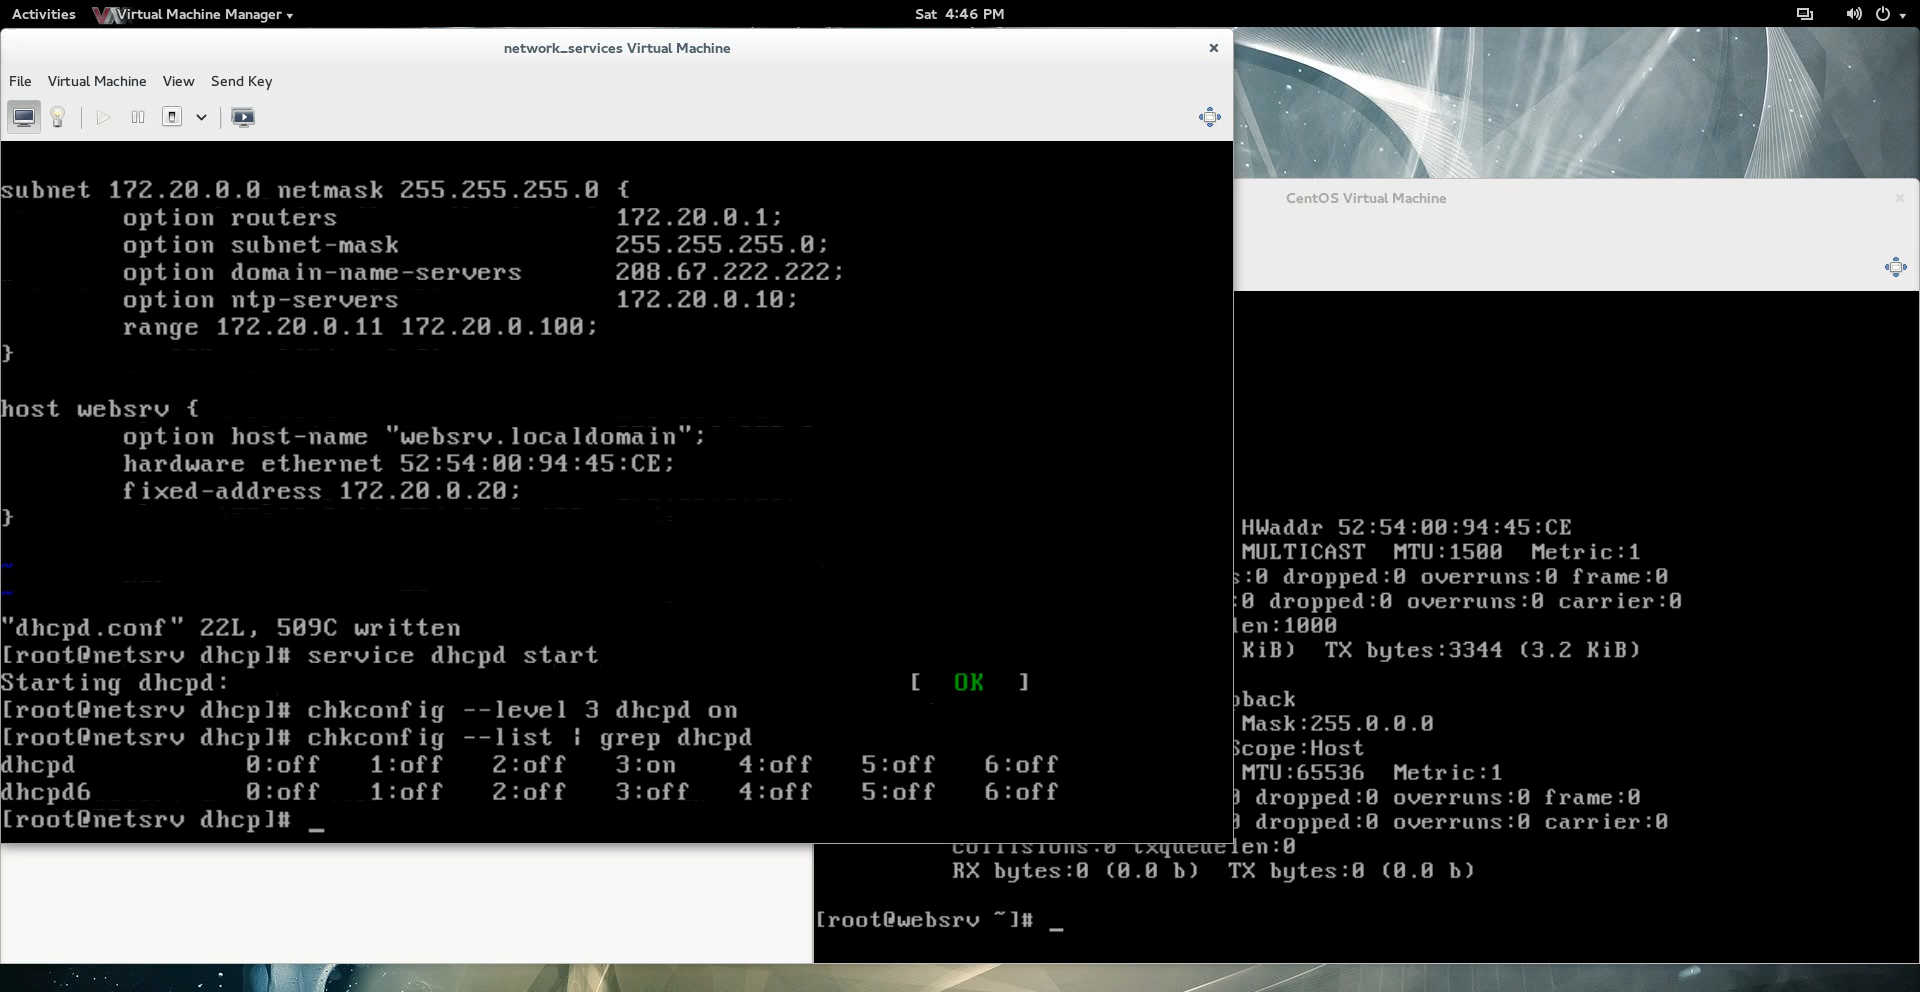 Activities Virtual Machine Manager Sat 4:46 PM
network_services Virtual Machine
File Virtual Machine View Send Key
subnet 172.20.0.0 netmask 255.255.255.0 {
option routers 172.20.0.1;
option subnet-mask 255.255.255.0;
option domain-name-servers 208.67.222.222;
option ntp-servers 172.20.0.10;
range 172.20.0.11 172.20.0.100;
}
host websrv {
option host-name "websrv.localdomain";
hardware ethernet 52:54:00:94:45:CE;
fixed-address 172.20.0.20;
}
~
~
"dhcpd.conf" 22L, 509C written
[root@netsrv dhcp]# service dhcpd start
Starting dhcpd: [ OK ]
[root@netsrv dhcp]# chkconfig --level 3 dhcpd on
[root@netsrv dhcp]# chkconfig --list | grep dhcpd
dhcpd 0:off 1:off 2:off 3:on 4:off 5:off 6:off
dhcpd6 0:off 1:off 2:off 3:off 4:off 5:off 6:off
[root@netsrv dhcp]# _
CentOS Virtual Machine
HWaddr 52:54:00:94:45:CE
MULTICAST MTU:1500 Metric:1
s:0 dropped:0 overruns:0 frame:0
:0 dropped:0 overruns:0 carrier:0
len:1000
KiB) TX bytes:3344 (3.2 KiB)
pback
Mask:255.0.0.0
Scope:Host
MTU:65536 Metric:1
0 dropped:0 overruns:0 frame:0
0 dropped:0 overruns:0 carrier:0
collisions:0 txqueuelen:0
RX bytes:0 (0.0 b) TX bytes:0 (0.0 b)
[root@websrv ~]# _